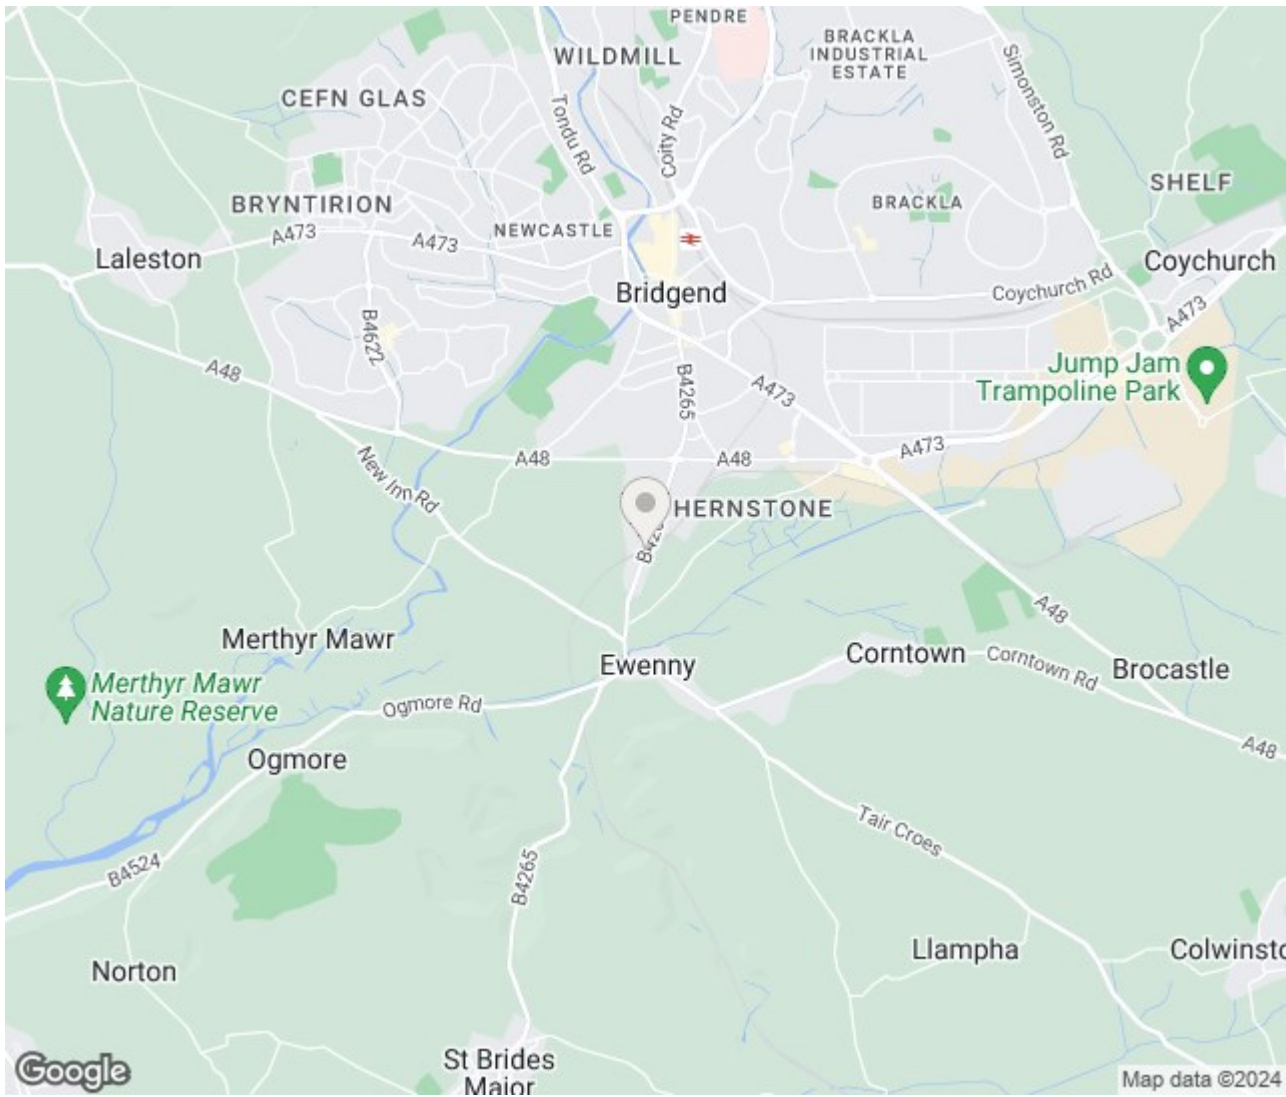 PENDRE
WILDMILL
BRACKLA
INDUSTRIAL
ESTATE
Simonston Rd
CEFN GLAS
Tondu Rd
Coity Rd
SHELF
BRYNTIRION
BRACKLA
NEWCASTLE
A473
A473
Laleston
Coychurch
Bridgend
Coychurch Rd
A473
B4622
A48
B4265
A473
Jump Jam
Trampoline Park
A48
A48
A473
New Inn Rd
HERNSTONE
A48
Merthyr Mawr
Ewenny
Corntown
Corntown Rd
Brocastle
Merthyr Mawr
Nature Reserve
Ogmore Rd
A48
Ogmore
Tair Croes
B4524
B4265
Llampha
Colwinsto
Norton
St Brides
Major
Google
Map data ©2024